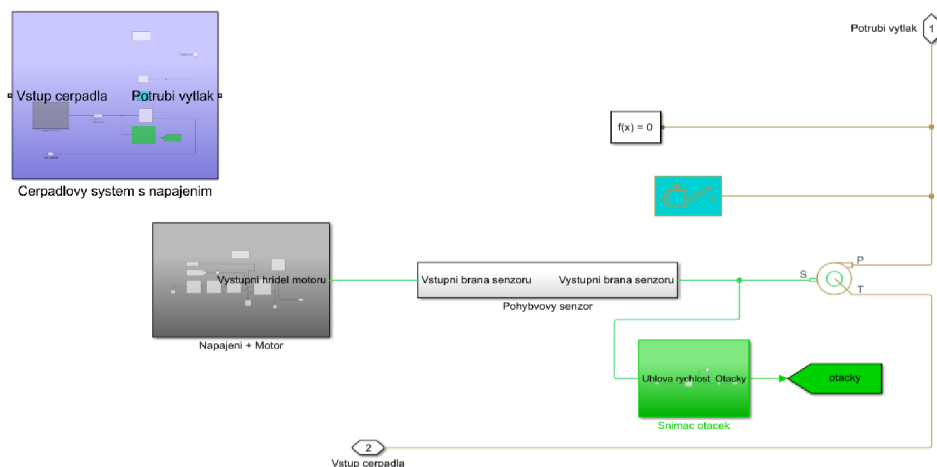 Potrubi vytlak
1
f(x) = 0
Vstup cerpadla
Potrubi vytlak
Cerpadlovy system s napajenim
Vystupni hridel motoru
Vstupni brana senzoru
Vystupni brana senzoru
S
P
T
Pohybvovy senzor
Napajeni + Motor
Uhlova rychlost
Otacky
otacky
Snimac otacek
2
Vstup cerpadla